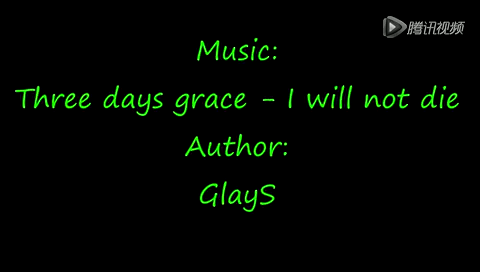 腾讯视频
Music:
Three days grace - I will not die
Author:
GlayS